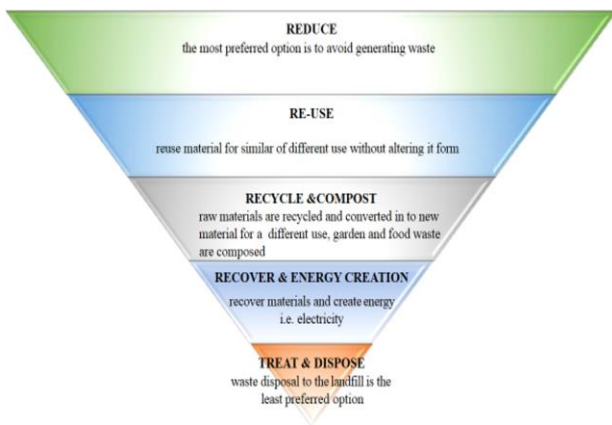 REDUCE
the most preferred option is to avoid generating waste
RE-USE
reuse material for similar of different use without altering it form
RECYCLE &COMPOST
raw materials are recycled and converted in to new
material for a different use, garden and food waste
are composed
RECOVER & ENERGY CREATION
recover materials and create energy
i.e. electricity
TREAT & DISPOSE
waste disposal to the landfill is the
least preferred option